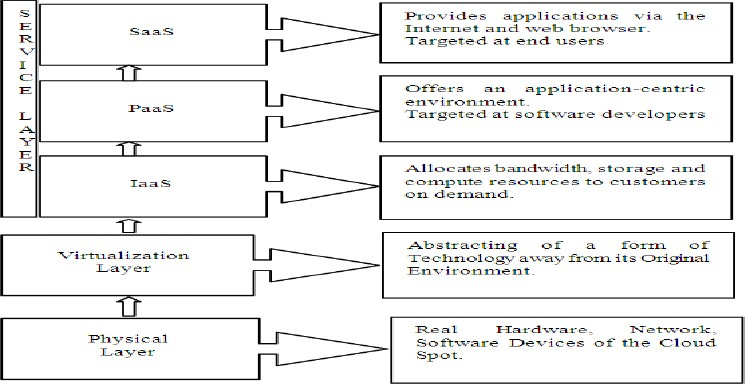 SERVICE LAYER
SaaS
Provides applications via the
Internet and web browser.
Targeted at end users
PaaS
Offers an application-centric
environment.
Targeted at software developers
IaaS
Allocates bandwidth, storage and
compute resources to customers
on demand.
Virtualization
Layer
Abstracting of a form of
Technology away from its Original
Environment.
Physical
Layer
Real Hardware, Network,
Software Devices of the Cloud
Spot.